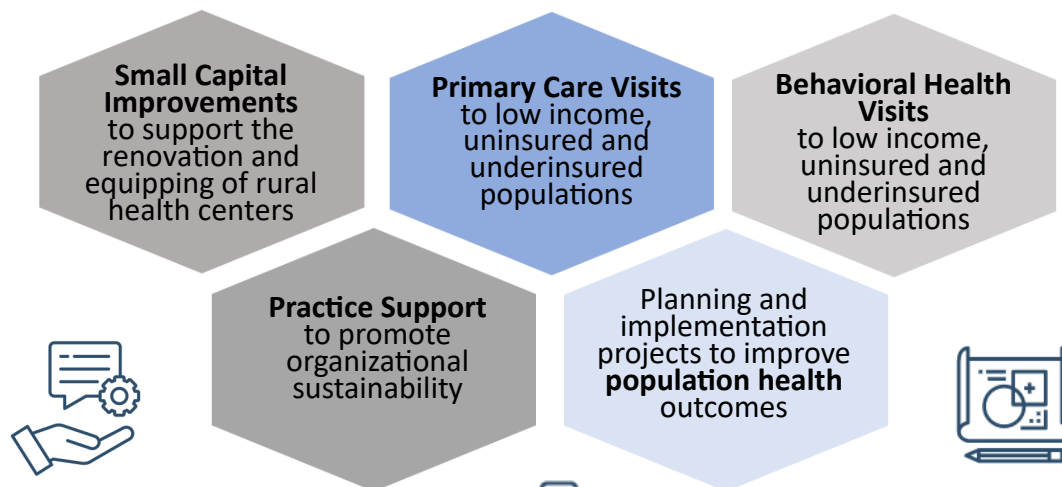 Small Capital
Improvements
to support the
renovation and
equipping of rural
health centers
Primary Care Visits
to low income,
uninsured and
underinsured
populations
Behavioral Health
Visits
to low income,
uninsured and
underinsured
populations
Practice Support
to promote
organizational
sustainability
Planning and
implementation
projects to improve
population health
outcomes